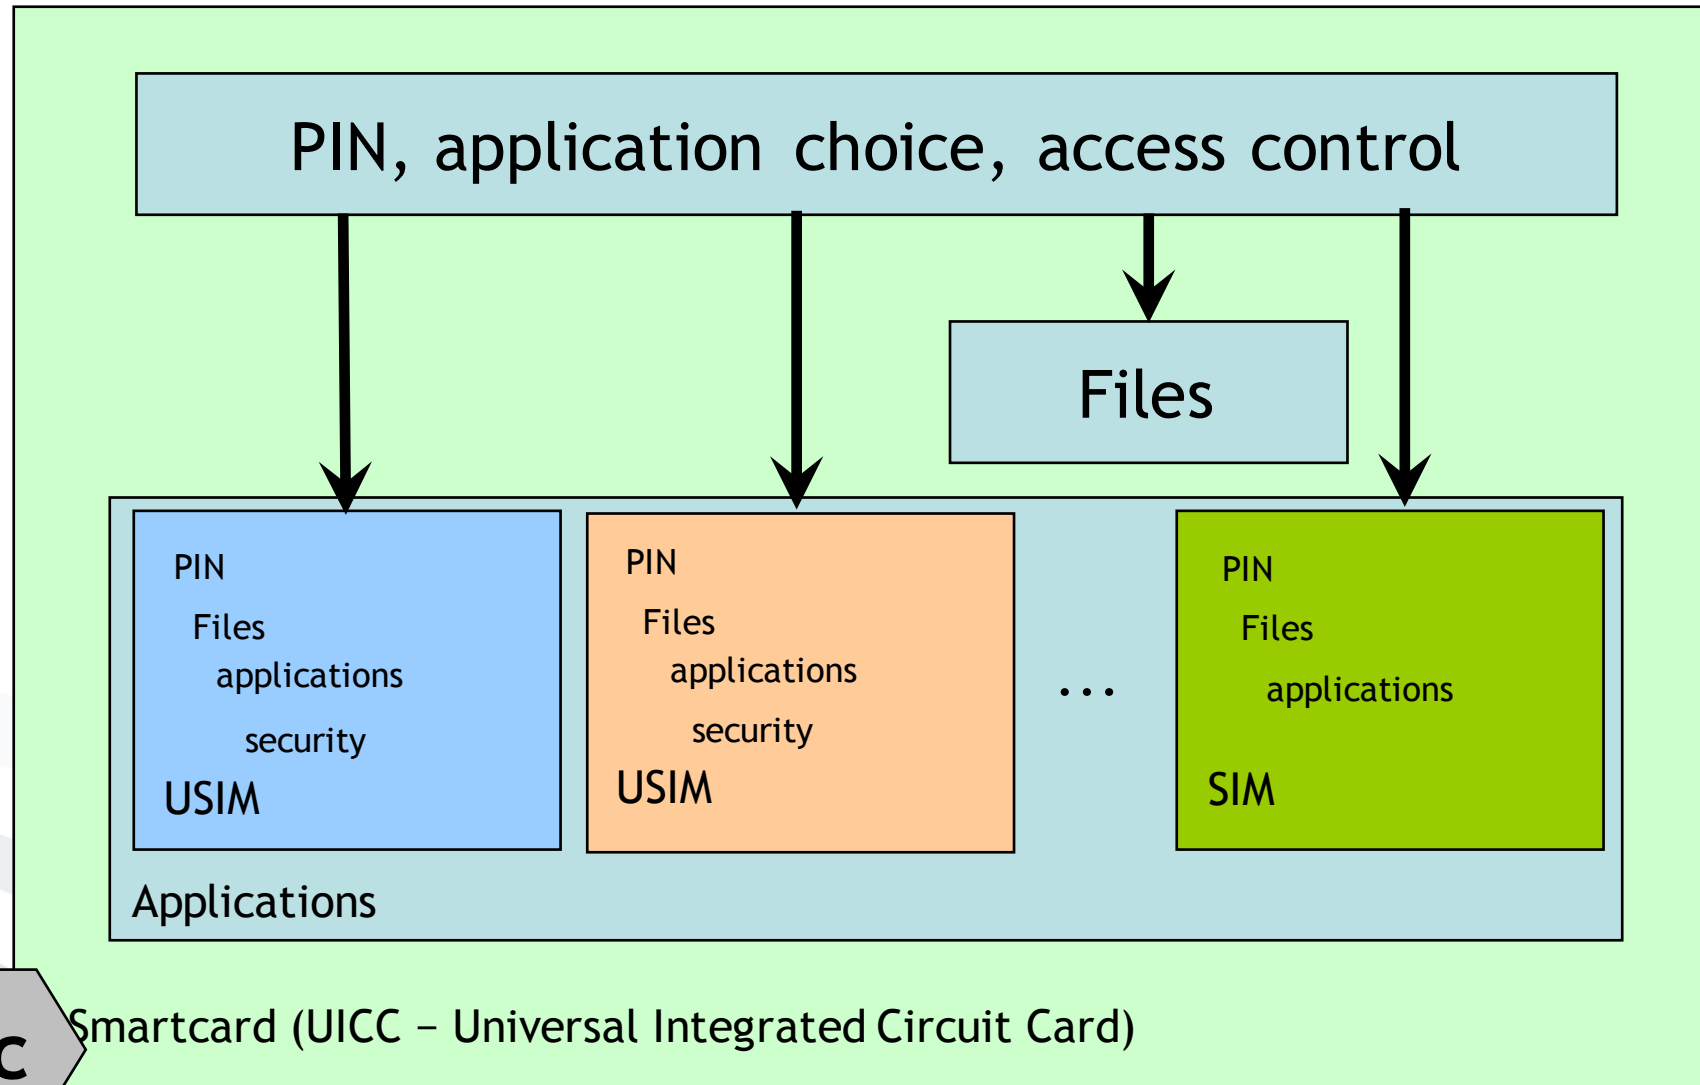 PIN, application choice, access control
Files
PIN
Files
applications
security
USIM
PIN
Files
applications
security
USIM
...
PIN
Files
applications
SIM
Applications
Smartcard (UICC – Universal Integrated Circuit Card)
c